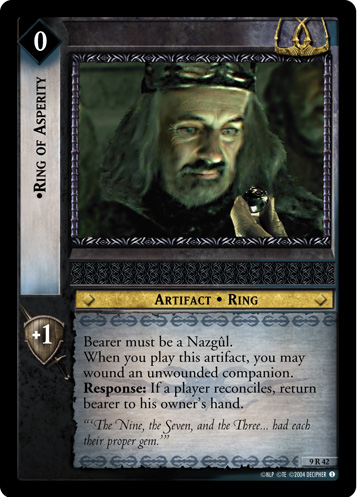 0
•Ring of Asperity
+1
Artifact • Ring
Bearer must be a Nazgûl.
When you play this artifact, you may
wound an unwounded companion.
Response: If a player reconciles, return
bearer to his owner's hand.
"'The Nine, the Seven, and the Three... had each
their proper gem.'"
9 R 42
©NLP ©TE ©2004 DECIPHER